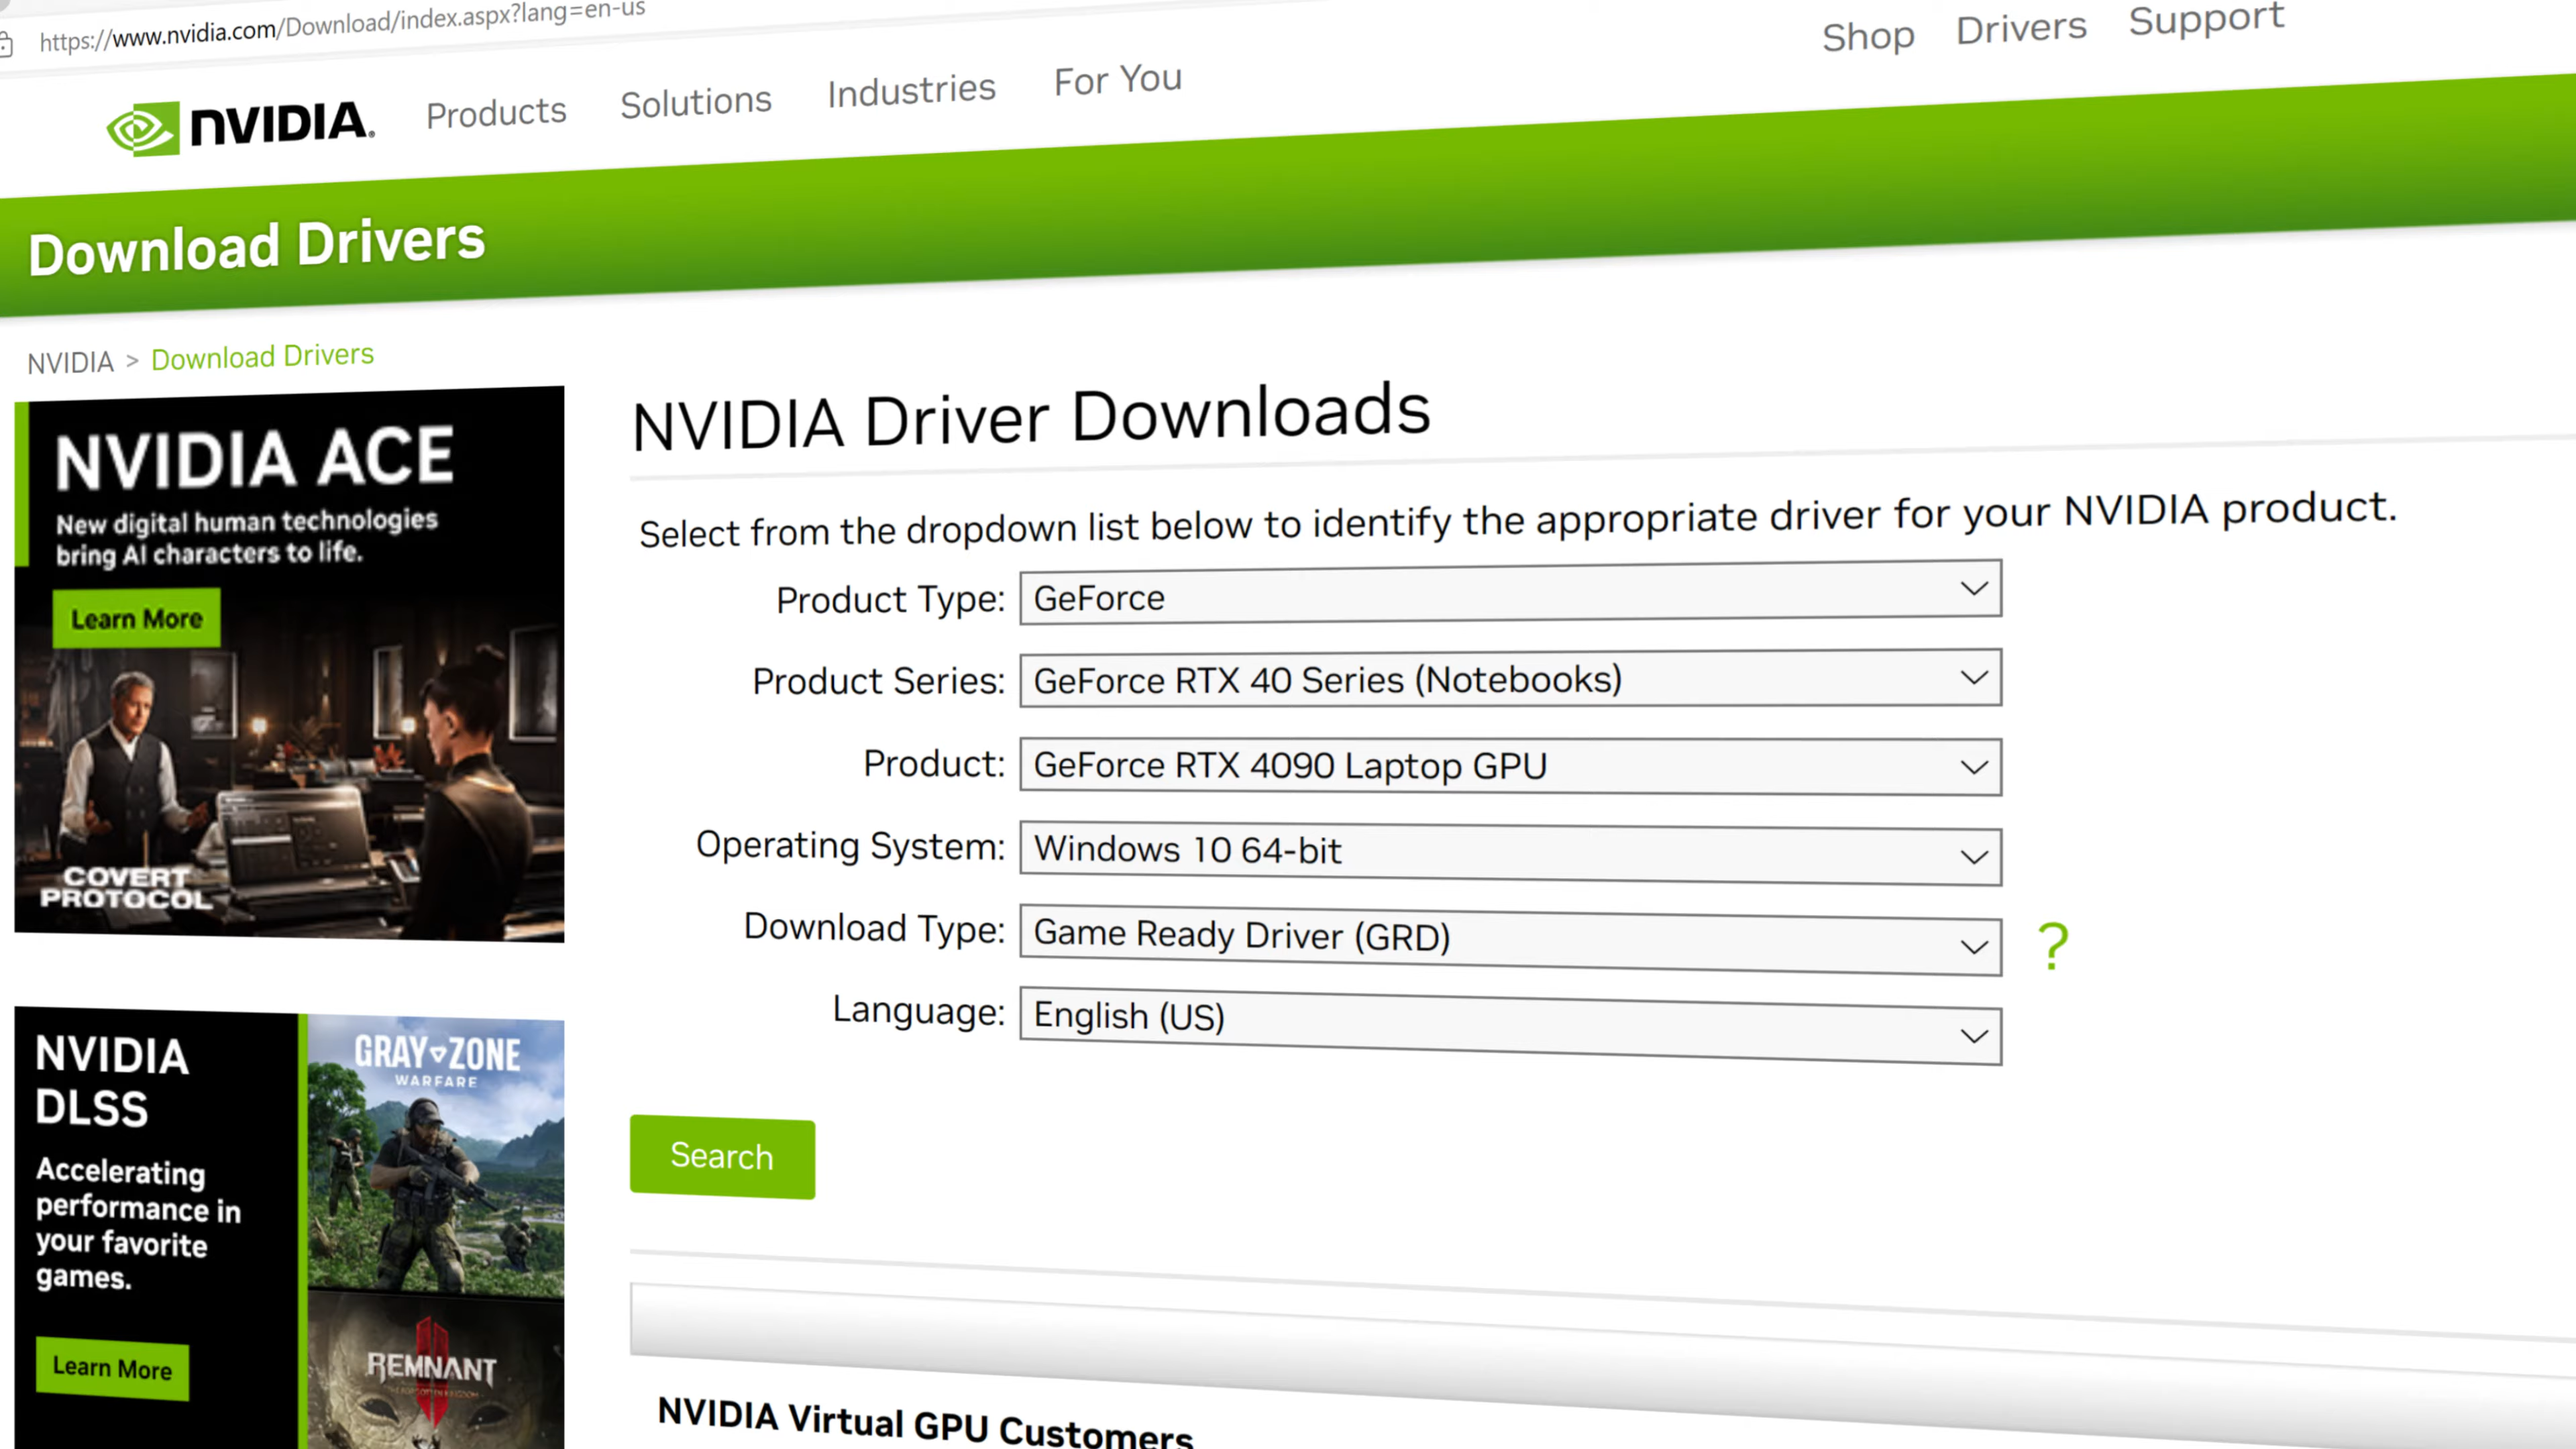 https://www.nvidia.com/Download/index.aspx?lang=en-us
Shop Drivers Support
NVIDIA. Products Solutions Industries For You
Download Drivers
NVIDIA > Download Drivers
NVIDIA ACE
New digital human technologies
bring AI characters to life.
Learn More
COVERT
PROTOCOL
NVIDIA
DLSS
Accelerating
performance in
your favorite
games.
Learn More
GRAY ZONE
WARFARE
REMNANT
NVIDIA Driver Downloads
Select from the dropdown list below to identify the appropriate driver for your NVIDIA product.
Product Type: GeForce
Product Series: GeForce RTX 40 Series (Notebooks)
Product: GeForce RTX 4090 Laptop GPU
Operating System: Windows 10 64-bit
Download Type: Game Ready Driver (GRD) ?
Language: English (US)
Search
NVIDIA Virtual GPU Customers